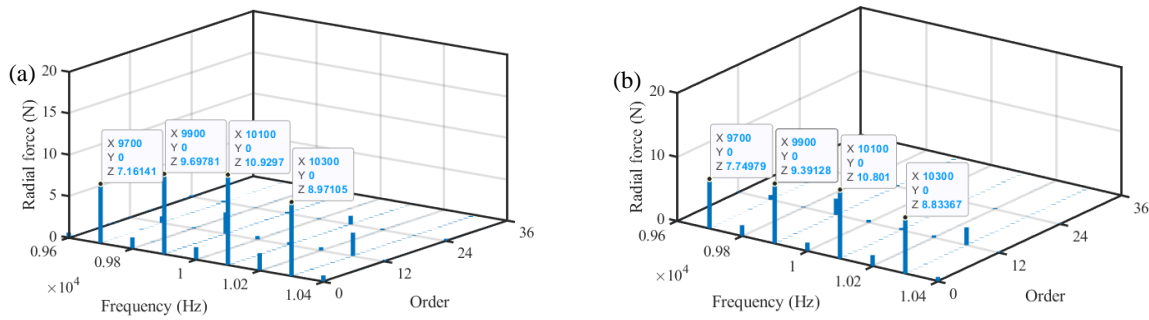 (a)
Radial force (N)
20
15
10
5
0
X 9700
Y 0
Z 7.16141
X 9900
Y 0
Z 9.69781
X 10100
Y 0
Z 10.9297
X 10300
Y 0
Z 8.97105
0.96
0.98
1
1.02
1.04
×10⁴
Frequency (Hz)
0
12
24
36
Order
(b)
Radial force (N)
20
10
0
X 9700
Y 0
Z 7.74979
X 9900
Y 0
Z 9.39128
X 10100
Y 0
Z 10.801
X 10300
Y 0
Z 8.83367
0.96
0.98
1
1.02
1.04
×10⁴
Frequency (Hz)
0
12
24
36
Order